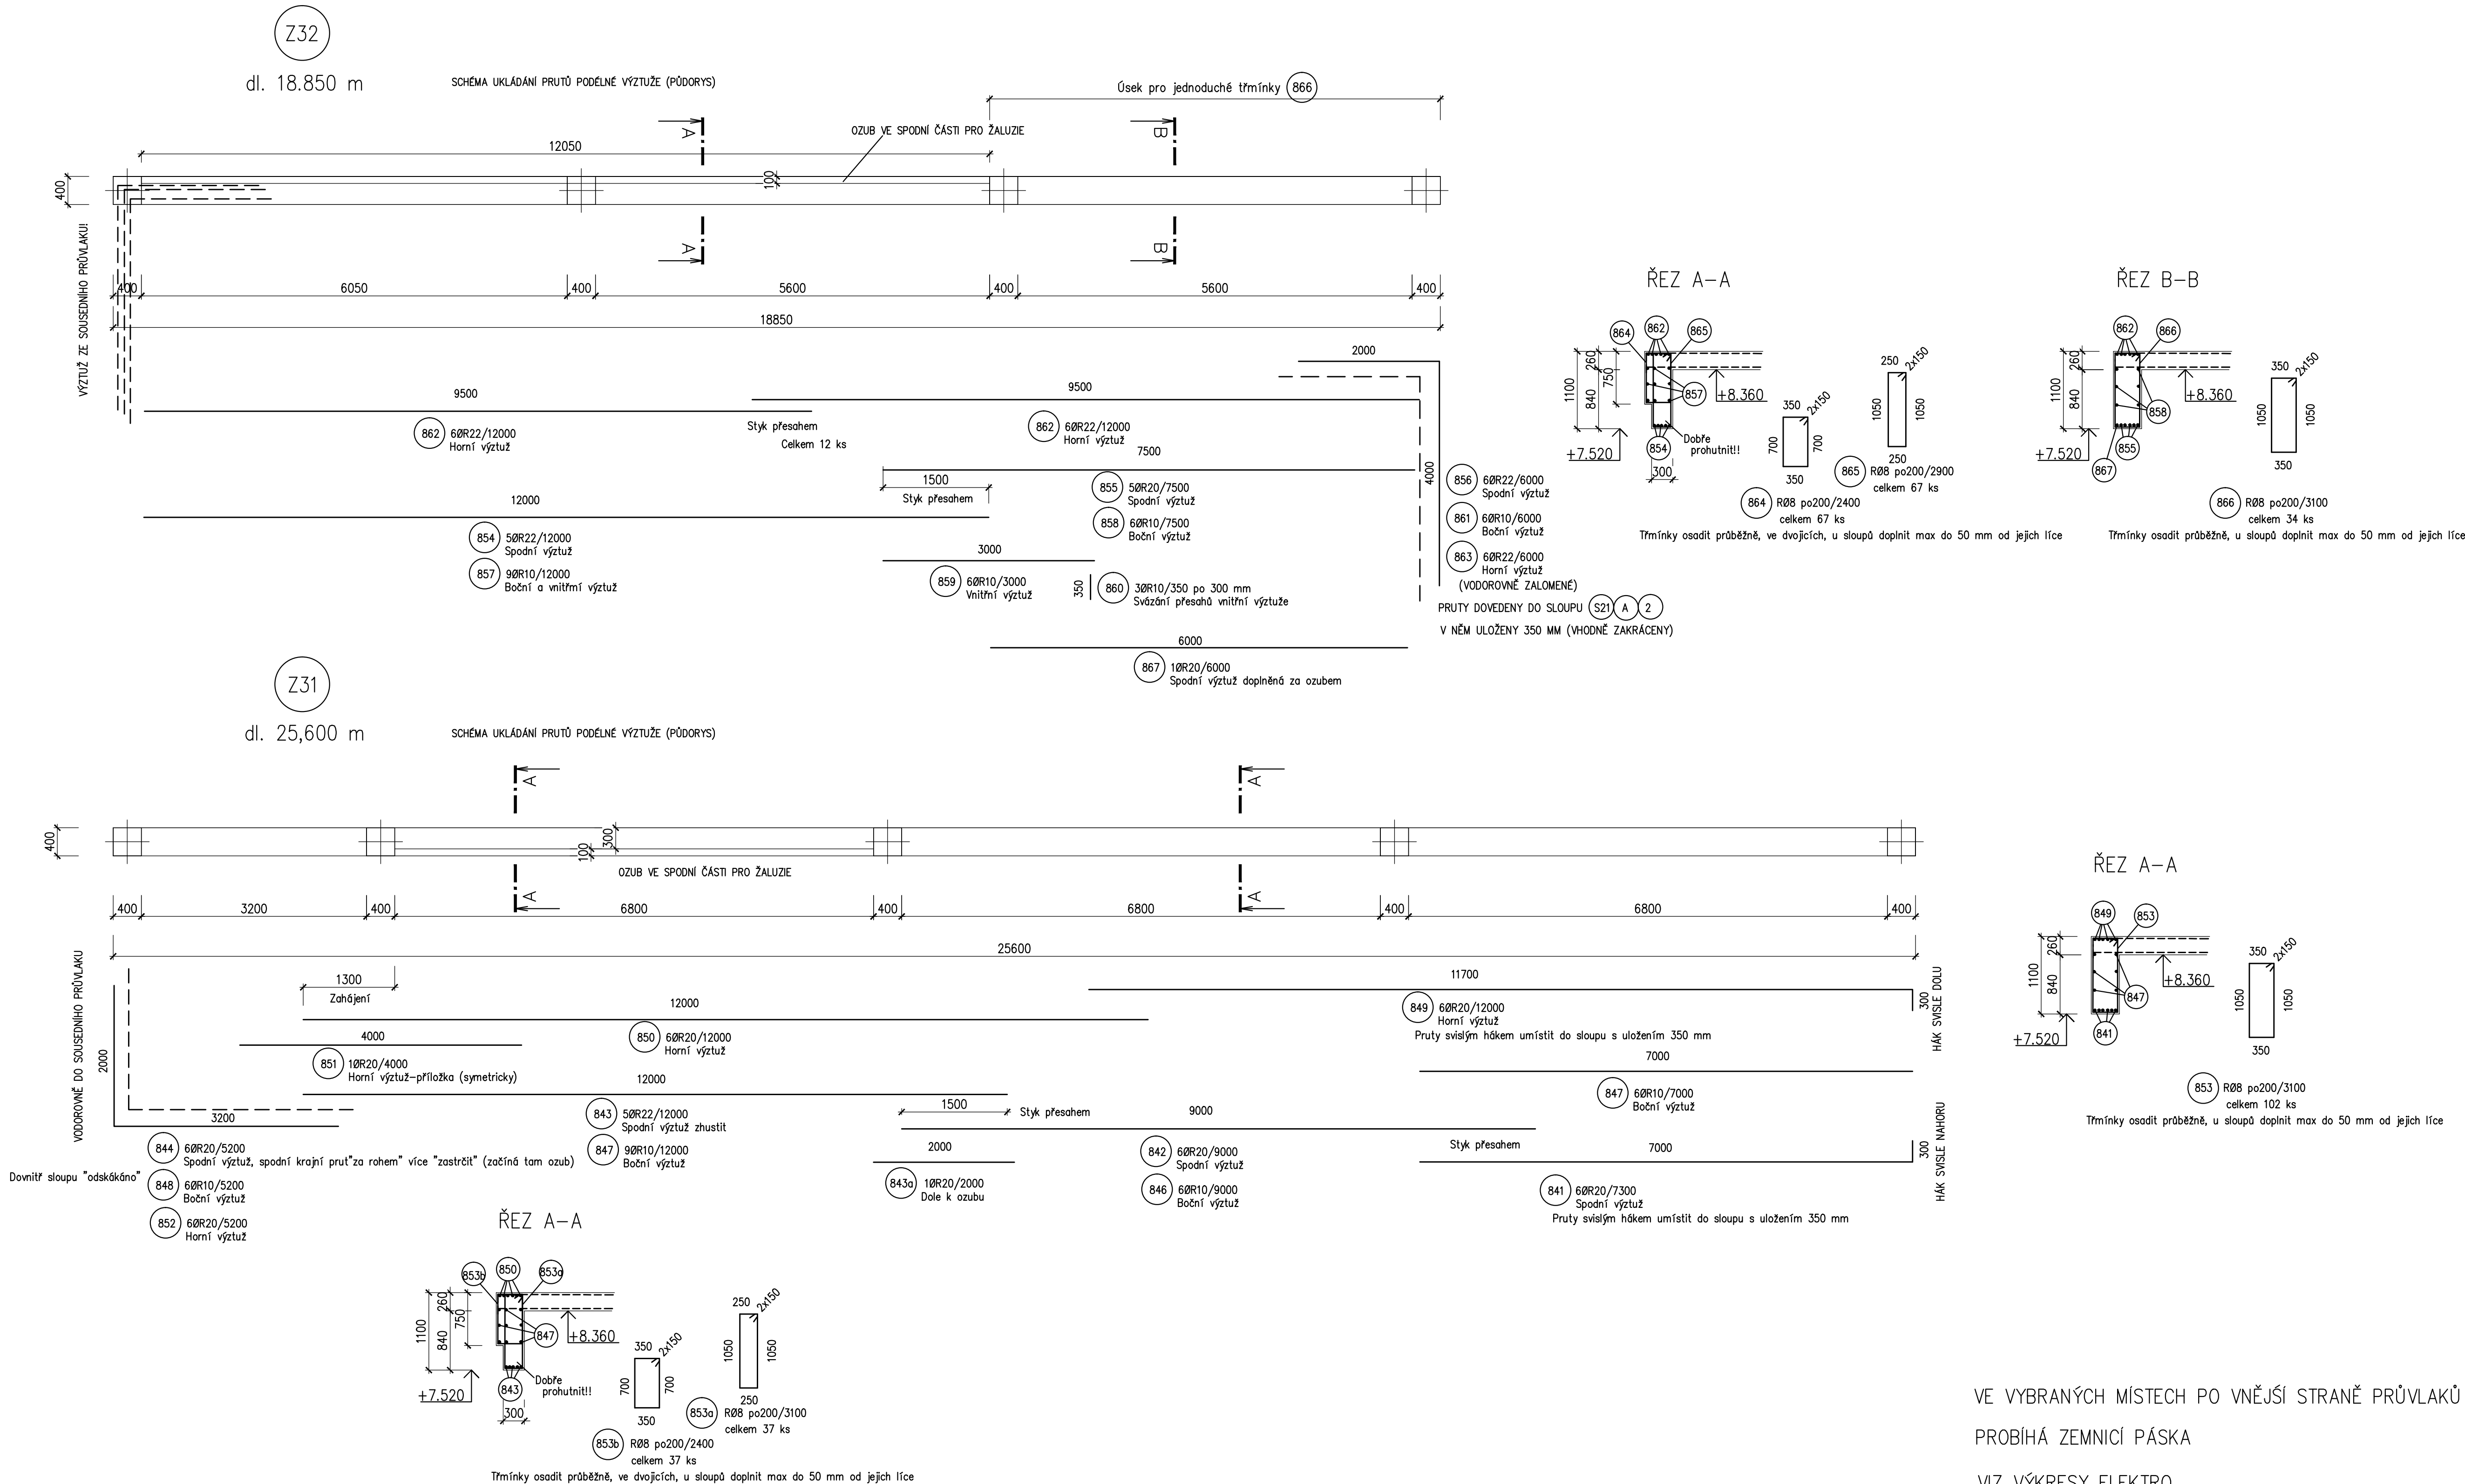 Z32
dl. 18.850 m
SCHÉMA UKLÁDÁNÍ PRUTŮ PODÉLNÉ VÝZTUŽE (PŮDORYS)
Úsek pro jednoduché třmínky 866
OZUB VE SPODNÍ ČÁSTI PRO ŽALUZIE
12050
A
B
400
100
A
B
VÝZTUŽ ZE SOUSEDNÍHO PRŮVLAKU!
400
6050
400
5600
400
5600
400
18850
2000
9500
9500
862 6ØR22/12000
Horní výztuž
Styk přesahem
Celkem 12 ks
862 6ØR22/12000
Horní výztuž
7500
4000
1500
Styk přesahem
855 5ØR20/7500
Spodní výztuž
858 6ØR10/7500
Boční výztuž
12000
854 5ØR22/12000
Spodní výztuž
857 9ØR10/12000
Boční a vnitřmí výztuž
3000
859 6ØR10/3000
Vnitřní výztuž
350
860 3ØR10/350 po 300 mm
Svázání přesahů vnitřní výztuže
6000
867 1ØR20/6000
Spodní výztuž doplněná za ozubem
856 6ØR22/6000
Spodní výztuž
861 6ØR10/6000
Boční výztuž
863 6ØR22/6000
Horní výztuž
(VODOROVNĚ ZALOMENÉ)
PRUTY DOVEDENY DO SLOUPU S21 A 2
V NĚM ULOŽENY 350 MM (VHODNĚ ZAKRÁCENY)
ŘEZ A-A
864
862
865
1100
260
840
750
857
+8.360
+7.520
854
Dobře
prohutnit!!
300
350
2x150
700
700
350
250
2x150
1050
1050
250
865 RØ8 po200/2900
celkem 67 ks
864 RØ8 po200/2400
celkem 67 ks
Třmínky osadit průběžně, ve dvojicích, u sloupů doplnit max do 50 mm od jejich líce
ŘEZ B-B
862
866
1100
260
840
858
+8.360
+7.520
867
855
350
2x150
1050
1050
350
866 RØ8 po200/3100
celkem 34 ks
Třmínky osadit průběžně, u sloupů doplnit max do 50 mm od jejich líce
Z31
dl. 25,600 m
SCHÉMA UKLÁDÁNÍ PRUTŮ PODÉLNÉ VÝZTUŽE (PŮDORYS)
A
A
400
100
300
OZUB VE SPODNÍ ČÁSTI PRO ŽALUZIE
A
A
400
3200
400
6800
400
6800
400
6800
400
25600
VODOROVNĚ DO SOUSEDNÍHO PRŮVLAKU
2000
3200
1300
Zahájení
12000
850 6ØR20/12000
Horní výztuž
4000
851 1ØR20/4000
Horní výztuž-příložka (symetricky)
12000
843 5ØR22/12000
Spodní výztuž zhustit
847 9ØR10/12000
Boční výztuž
844 6ØR20/5200
Spodní výztuž, spodní krajní prut"za rohem" více "zastrčit" (začíná tam ozub)
Dovnitř sloupu "odskákáno"
848 6ØR10/5200
Boční výztuž
852 6ØR20/5200
Horní výztuž
1500
Styk přesahem
2000
843a 1ØR20/2000
Dole k ozubu
9000
842 6ØR20/9000
Spodní výztuž
846 6ØR10/9000
Boční výztuž
Styk přesahem
11700
849 6ØR20/12000
Horní výztuž
Pruty svislým hákem umístit do sloupu s uložením 350 mm
300
HÁK SVISLE DOLU
7000
847 6ØR10/7000
Boční výztuž
7000
300
HÁK SVISLE NAHORU
841 6ØR20/7300
Spodní výztuž
Pruty svislým hákem umístit do sloupu s uložením 350 mm
ŘEZ A-A
849
853
1100
260
840
847
+8.360
+7.520
841
350
2x150
1050
1050
350
853 RØ8 po200/3100
celkem 102 ks
Třmínky osadit průběžně, u sloupů doplnit max do 50 mm od jejich líce
ŘEZ A-A
853b
850
853a
1100
260
840
750
847
+8.360
+7.520
843
Dobře
prohutnit!!
300
350
2x150
700
700
350
250
2x150
1050
1050
250
853a RØ8 po200/3100
celkem 37 ks
853b RØ8 po200/2400
celkem 37 ks
Třmínky osadit průběžně, ve dvojicích, u sloupů doplnit max do 50 mm od jejich líce
VE VYBRANÝCH MÍSTECH PO VNĚJŠÍ STRANĚ PRŮVLAKŮ
PROBÍHÁ ZEMNICÍ PÁSKA
VIZ VÝKRESY ELEKTRO